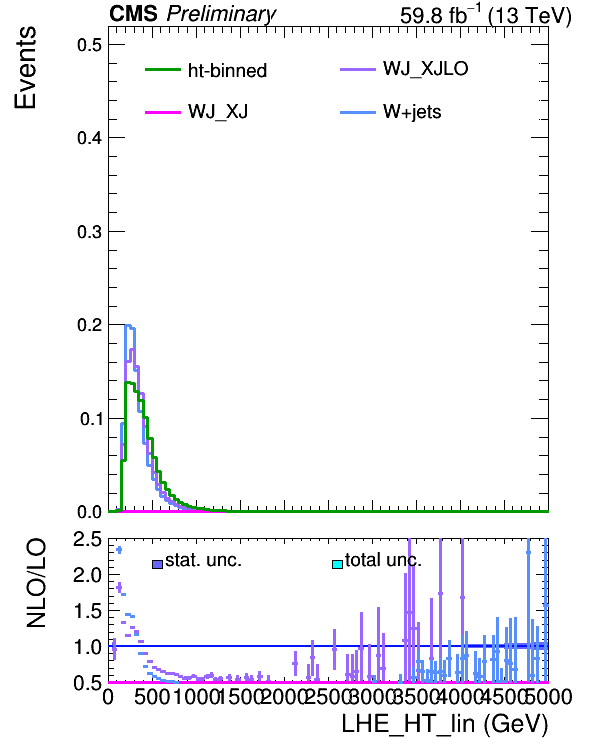 CMS Preliminary 59.8 fb⁻¹ (13 TeV)
Events
0.5
ht-binned WJ_XJLO
WJ_XJ W+jets
0.4
0.3
0.2
0.1
0.0
NLO/LO
2.5
stat. unc. total unc.
2.0
1.5
1.0
0.5
0 500 1000 1500 2000 2500 3000 3500 4000 4500 5000
LHE_HT_lin (GeV)